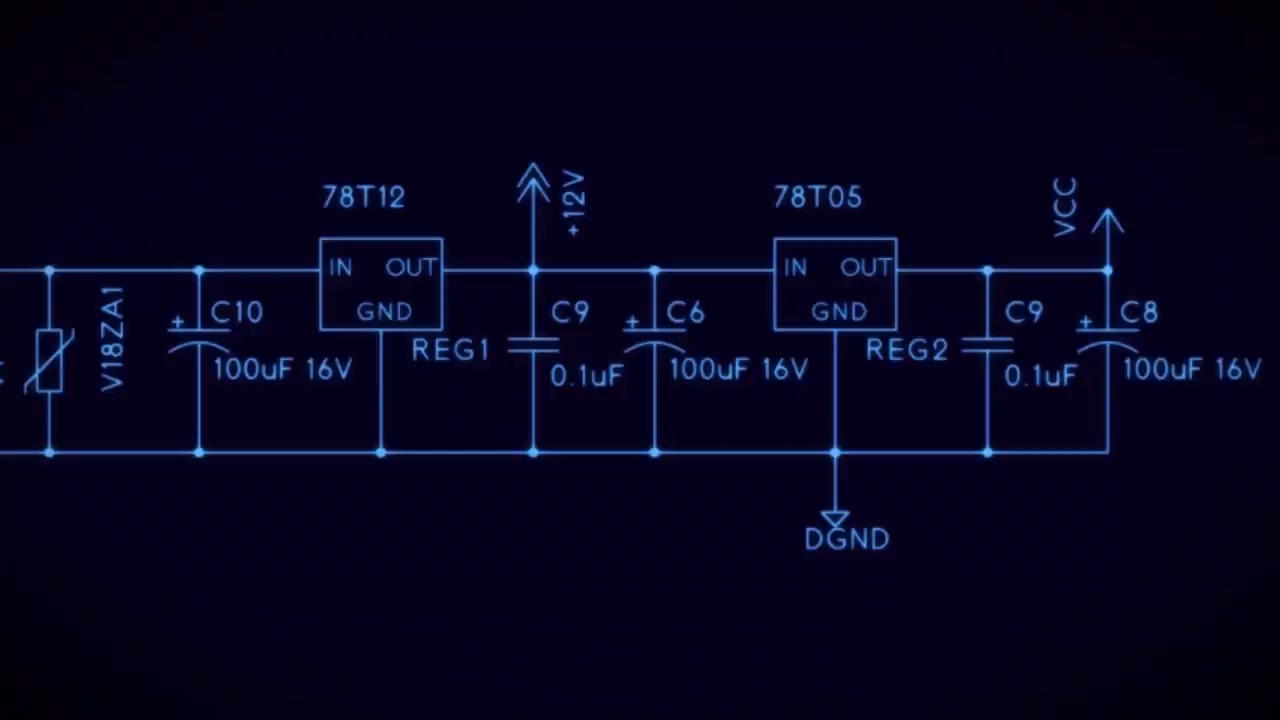 78T12
+12V
78T05
VCC
IN OUT
GND
IN OUT
GND
V18ZA1
C10
100uF 16V
REG1
C9
0.1uF
C6
100uF 16V
REG2
C9
0.1uF
C8
100uF 16V
DGND